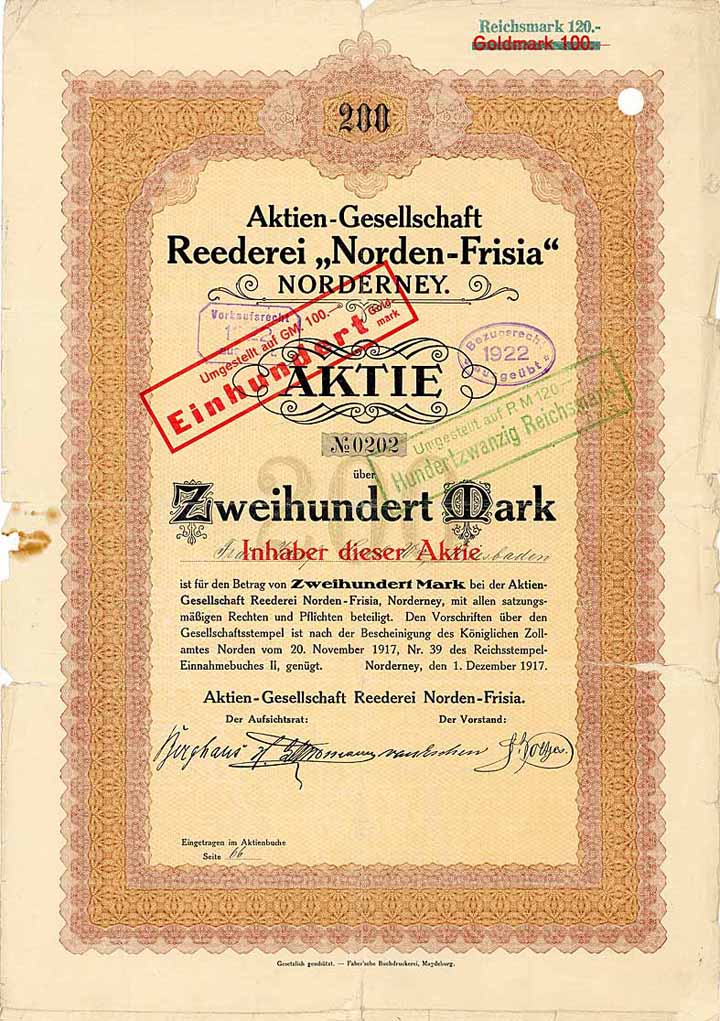 Reichsmark 120.-
Goldmark 100.-
200
Aktien-Gesellschaft
Reederei „Norden-Frisia“
NORDERNEY.
Vorkaufsrecht
Umgestellt auf GM 100.— Gold
Einhundert mark
Bezugsrecht
1922
ausgeübt
AKTIE
Umgestellt auf R M 120.—
Hundertzwanzig Reichsmark
№ 0202
über
200
Zweihundert Mark
Inhaber dieser Aktie
ist für den Betrag von Zweihundert Mark bei der Aktien-
Gesellschaft Reederei Norden-Frisia, Norderney, mit allen satzungs-
mäßigen Rechten und Pflichten beteiligt. Den Vorschriften über den
Gesellschaftsstempel ist nach der Bescheinigung des Königlichen Zoll-
amtes Norden vom 20. November 1917, Nr. 39 des Reichsstempel-
Einnahmebuches II, genügt. Norderney, den 1. Dezember 1917.
Aktien-Gesellschaft Reederei Norden-Frisia.
Der Aufsichtsrat: Der Vorstand:
Berghaus
Eingetragen im Aktienbuche
Seite 66
Gesetzlich geschützt. — Faber'sche Buchdruckerei, Magdeburg.